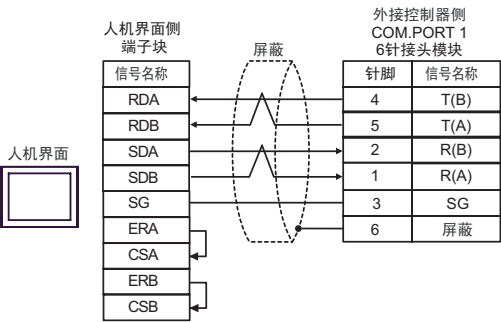 人机界面侧
端子块
屏蔽
外接控制器侧
COM.PORT 1
6针接头模块
信号名称
针脚 信号名称
RDA 4 T(B)
RDB 5 T(A)
SDA 2 R(B)
SDB 1 R(A)
SG 3 SG
ERA 6 屏蔽
CSA
ERB
CSB
人机界面